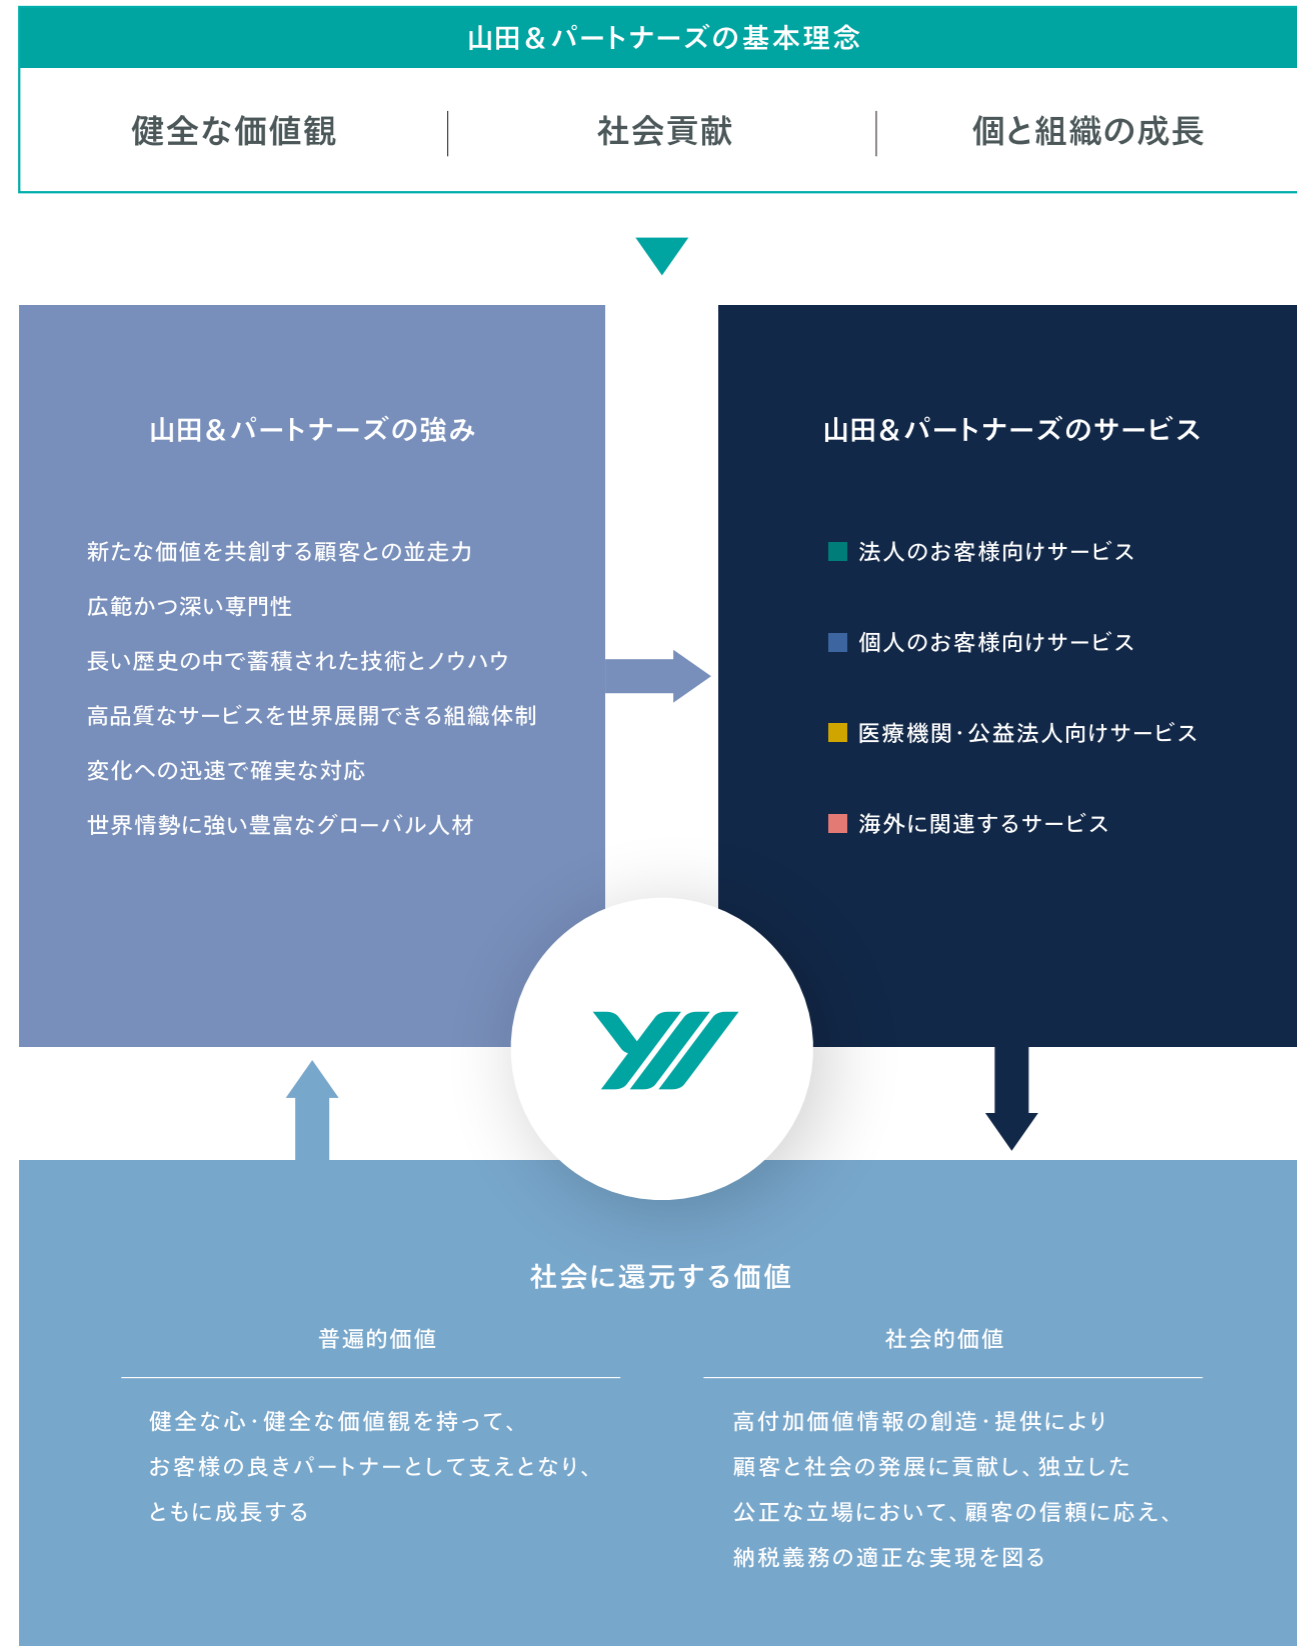 山田&パートナーズの基本理念
健全な価値観
社会貢献
個と組織の成長
山田&パートナーズの強み
新たな価値を共創する顧客との並走力
広範かつ深い専門性
長い歴史の中で蓄積された技術とノウハウ
高品質なサービスを世界展開できる組織体制
変化への迅速で確実な対応
世界情勢に強い豊富なグローバル人材
山田&パートナーズのサービス
法人のお客様向けサービス
個人のお客様向けサービス
医療機関・公益法人向けサービス
海外に関連するサービス
社会に還元する価値
普遍的価値
健全な心・健全な価値観を持って、
お客様の良きパートナーとして支えとなり、
ともに成長する
社会的価値
高付加価値情報の創造・提供により
顧客と社会の発展に貢献し、独立した
公正な立場において、顧客の信頼に応え、
納税義務の適正な実現を図る